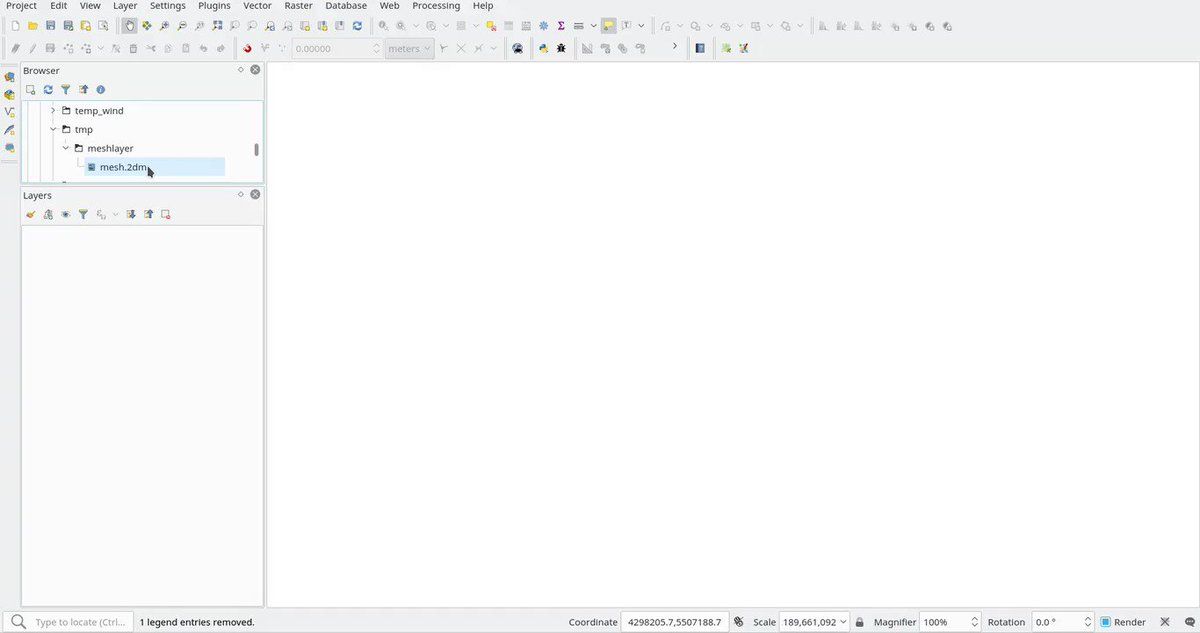 Project Edit View Layer Settings Plugins Vector Raster Database Web Processing Help
0.00000 meters
Browser
temp_wind
tmp
meshlayer
mesh.2dm
Layers
Type to locate (Ctrl... 1 legend entries removed. Coordinate 4298205.7,5507188.7 Scale 189,661,092 Magnifier 100% Rotation 0.0 ° Render